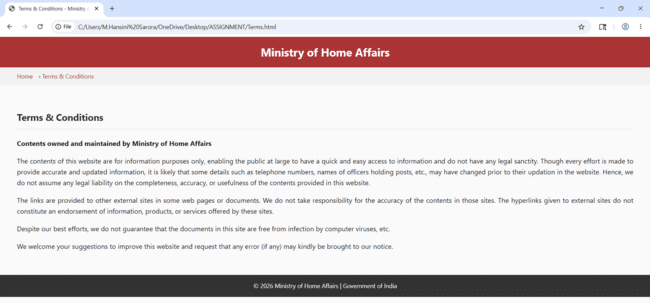 Terms & Conditions - Ministry
File C:/Users/M.Hansini%20Sarora/OneDrive/Desktop/ASSIGNMENT/Terms.html
Ministry of Home Affairs
Home › Terms & Conditions
Terms & Conditions
Contents owned and maintained by Ministry of Home Affairs
The contents of this website are for information purposes only, enabling the public at large to have a quick and easy access to information and do not have any legal sanctity. Though every effort is made to
provide accurate and updated information, it is likely that some details such as telephone numbers, names of officers holding posts, etc., may have changed prior to their updation in the website. Hence, we
do not assume any legal liability on the completeness, accuracy, or usefulness of the contents provided in this website.
The links are provided to other external sites in some web pages or documents. We do not take responsibility for the accuracy of the contents in those sites. The hyperlinks given to external sites do not
constitute an endorsement of information, products, or services offered by these sites.
Despite our best efforts, we do not guarantee that the documents in this site are free from infection by computer viruses, etc.
We welcome your suggestions to improve this website and request that any error (if any) may kindly be brought to our notice.
© 2026 Ministry of Home Affairs | Government of India